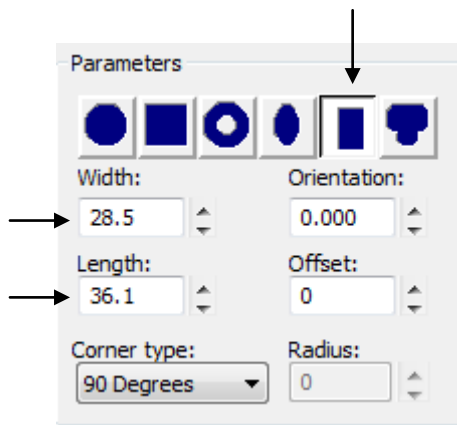 Parameters
Width: Orientation:
28.5 0.000
Length: Offset:
36.1 0
Corner type: Radius:
90 Degrees 0